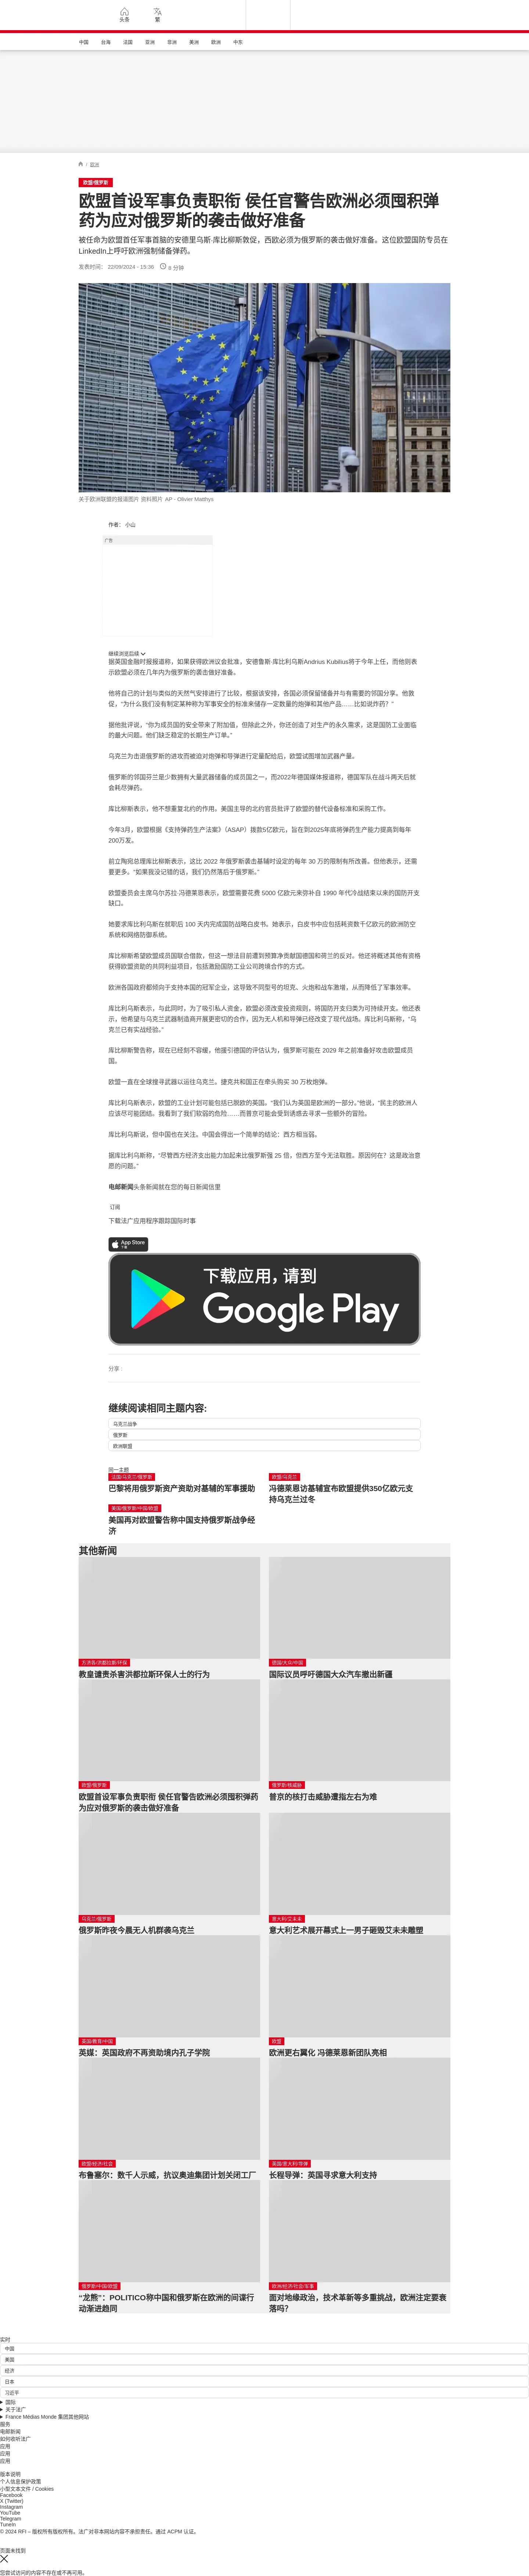 头条
繁
中国 台海 法国 亚洲 非洲 美洲 欧洲 中东
/ 欧洲
欧盟/俄罗斯
欧盟首设军事负责职衔 侯任官警告欧洲必须囤积弹
药为应对俄罗斯的袭击做好准备
被任命为欧盟首任军事首脑的安德里乌斯·库比柳斯敦促，西欧必须为俄罗斯的袭击做好准备。这位欧盟国防专员在
LinkedIn上呼吁欧洲强制储备弹药。
发表时间： 22/09/2024 - 15:36 8 分钟
关于欧洲联盟的报道图片 资料照片 AP - Olivier Matthys
作者： 小山
广告
继续浏览后续
据英国金融时报报道称，如果获得欧洲议会批准，安德鲁斯·库比利乌斯Andrius Kubilius将于今年上任，而他则表
示欧盟必须在几年内为俄罗斯的袭击做好准备。
他将自己的计划与类似的天然气安排进行了比较，根据该安排，各国必须保留储备并与有需要的邻国分享。他敦
促，“为什么我们没有制定某种称为军事安全的标准来储存一定数量的炮弹和其他产品……比如说炸药？”
据他批评说，“你为成员国的安全带来了附加值。但除此之外，你还创造了对生产的永久需求，这是国防工业面临
的最大问题。他们缺乏稳定的长期生产订单。”
乌克兰为击退俄罗斯的进攻而被迫对炮弹和导弹进行定量配给后，欧盟试图增加武器产量。
俄罗斯的邻国芬兰是少数拥有大量武器储备的成员国之一，而2022年德国媒体报道称，德国军队在战斗两天后就
会耗尽弹药。
库比柳斯表示，他不想重复北约的作用。美国主导的北约官员批评了欧盟的替代设备标准和采购工作。
今年3月，欧盟根据《支持弹药生产法案》（ASAP）拨款5亿欧元，旨在到2025年底将弹药生产能力提高到每年
200万发。
前立陶宛总理库比柳斯表示，这比 2022 年俄罗斯袭击基辅时设定的每年 30 万的限制有所改善。但他表示，还需
要更多。“如果我没记错的话，我们仍然落后于俄罗斯。”
欧盟委员会主席乌尔苏拉·冯德莱恩表示，欧盟需要花费 5000 亿欧元来弥补自 1990 年代冷战结束以来的国防开支
缺口。
她要求库比利乌斯在就职后 100 天内完成国防战略白皮书。她表示，白皮书中应包括耗资数千亿欧元的欧洲防空
系统和网络防御系统。
库比柳斯希望欧盟成员国联合借款，但这一想法目前遭到预算净贡献国德国和荷兰的反对。他还将概述其他有资格
获得欧盟资助的共同利益项目，包括激励国防工业公司跨境合作的方式。
欧洲各国政府都倾向于支持本国的冠军企业，这导致不同型号的坦克、火炮和战车激增，从而降低了军事效率。
库比利乌斯表示，与此同时，为了吸引私人资金，欧盟必须改变投资规则，将国防开支归类为可持续开支。他还表
示，他希望与乌克兰武器制造商开展更密切的合作，因为无人机和导弹已经改变了现代战场。库比利乌斯称，“乌
克兰已有实战经验。”
库比柳斯警告称，现在已经刻不容缓，他援引德国的评估认为，俄罗斯可能在 2029 年之前准备好攻击欧盟成员
国。
欧盟一直在全球搜寻武器以运往乌克兰。捷克共和国正在牵头购买 30 万枚炮弹。
库比利乌斯表示，欧盟的工业计划可能包括已脱欧的英国。“我们认为英国是欧洲的一部分，”他说，“民主的欧洲人
应该尽可能团结。我看到了我们软弱的危险……而普京可能会受到诱惑去寻求一些额外的冒险。
库比利乌斯说，但中国也在关注。中国会得出一个简单的结论：西方相当弱。
据库比利乌斯称，“尽管西方经济支出能力加起来比俄罗斯强 25 倍，但西方至今无法取胜。原因何在？这是政治意
愿的问题。”
电邮新闻头条新闻就在您的每日新闻信里
订阅
下载法广应用程序跟踪国际时事
App Store
下载
下载应用，请到
Google Play
分享 :
继续阅读相同主题内容:
乌克兰战争
俄罗斯
欧洲联盟
同一主题
法国/乌克兰/俄罗斯
巴黎将用俄罗斯资产资助对基辅的军事援助
欧盟/乌克兰
冯德莱恩访基辅宣布欧盟提供350亿欧元支
持乌克兰过冬
美国/俄罗斯/中国/欧盟
美国再对欧盟警告称中国支持俄罗斯战争经
济
其他新闻
方济各/洪都拉斯/环保
教皇谴责杀害洪都拉斯环保人士的行为
德国/大众/中国
国际议员呼吁德国大众汽车撤出新疆
欧盟/俄罗斯
欧盟首设军事负责职衔 侯任官警告欧洲必须囤积弹药
为应对俄罗斯的袭击做好准备
俄罗斯/核威胁
普京的核打击威胁遭指左右为难
乌克兰/俄罗斯
俄罗斯昨夜今晨无人机群袭乌克兰
意大利/艾未未
意大利艺术展开幕式上一男子砸毁艾未未雕塑
英国/教育/中国
英媒：英国政府不再资助境内孔子学院
欧盟
欧洲更右翼化 冯德莱恩新团队亮相
欧盟/经济/社会
布鲁塞尔：数千人示威，抗议奥迪集团计划关闭工厂
英国/意大利/导弹
长程导弹：英国寻求意大利支持
俄罗斯/中国/欧盟
“龙熊”：POLITICO称中国和俄罗斯在欧洲的间谍行
动渐进趋同
欧洲/经济/社会/军事
面对地缘政治，技术革新等多重挑战，欧洲注定要衰
落吗？
实时
中国
美国
经济
日本
习近平
国际
关于法广
France Médias Monde 集团其他网站
服务
电邮新闻
如何收听法广
应用
应用
应用
版本说明
个人信息保护政策
小型文本文件 / Cookies
Facebook
X (Twitter)
Instagram
YouTube
Telegram
TuneIn
© 2024 RFI – 版权所有版权所有。法广对非本网站内容不承担责任。通过 ACPM 认证。
页面未找到
您尝试访问的内容不存在或不再可用。